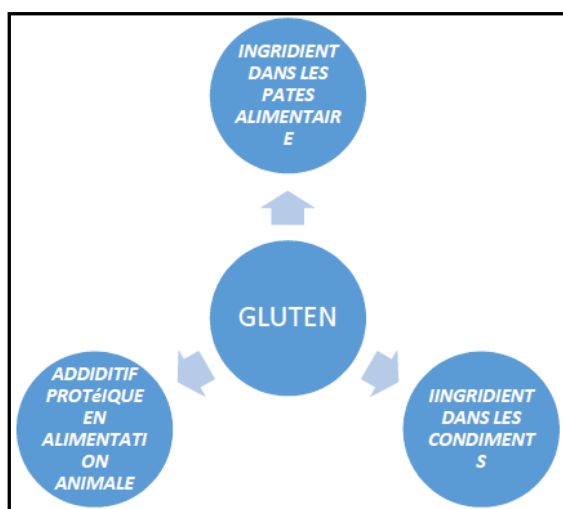 INGRIDIENT
DANS LES
PATES
ALIMENTAIR
E
GLUTEN
ADDIDITIF
PROTéIQUE
EN
ALIMENTATI
ON
ANIMALE
IINGRIDIENT
DANS LES
CONDIMENT
S